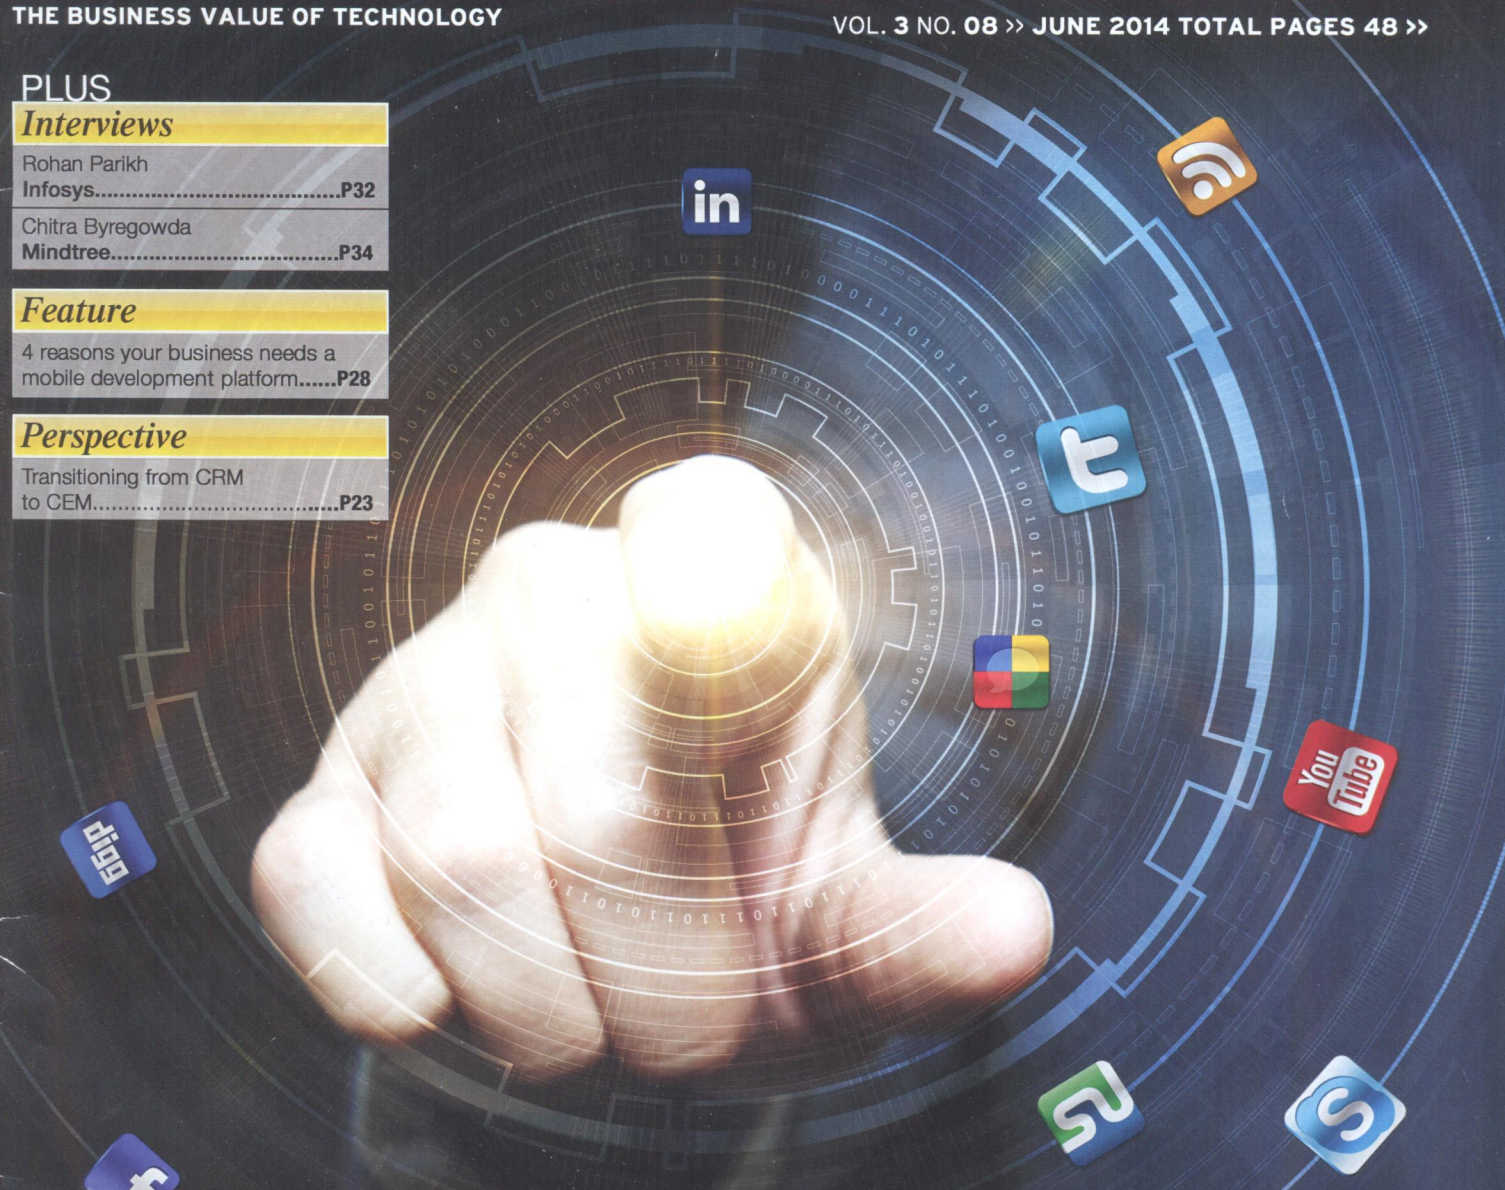 THE BUSINESS VALUE OF TECHNOLOGY
VOL. 3 NO. 08 >> JUNE 2014 TOTAL PAGES 48 >>
PLUS
Interviews
Rohan Parikh
Infosys.......................................P32
Chitra Byregowda
Mindtree....................................P34
Feature
4 reasons your business needs a
mobile development platform......P28
Perspective
Transitioning from CRM
to CEM.......................................P23
in
t
You
Tube
digg
S
f